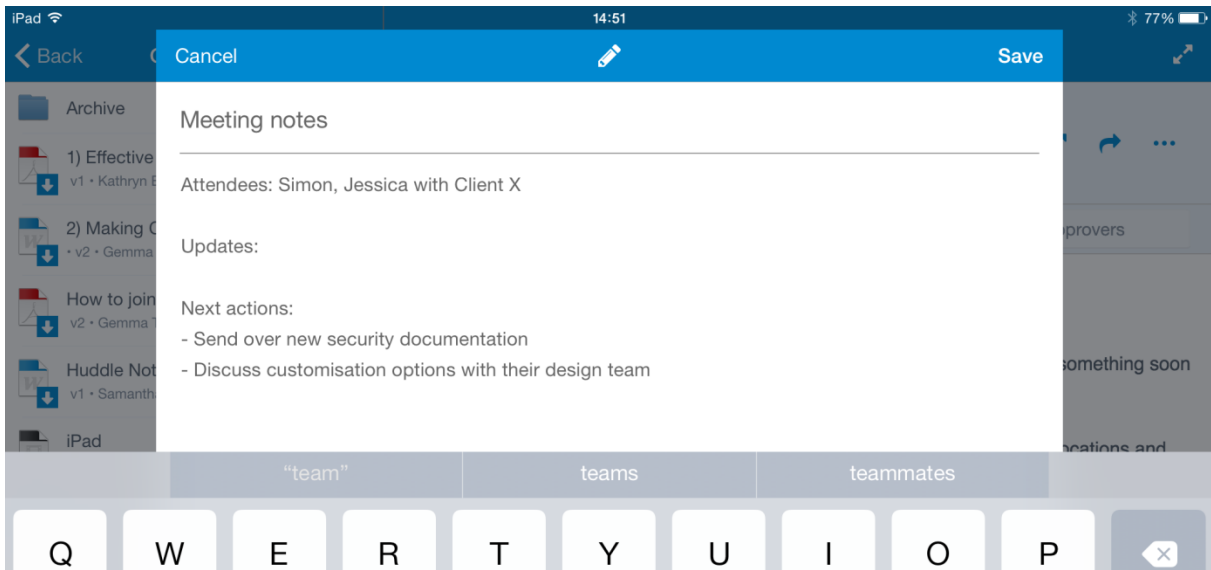 iPad 14:51 77%
Back
Cancel Save
Archive
Meeting notes
1) Effective
v1 • Kathryn
Attendees: Simon, Jessica with Client X
2) Making
• v2 • Gemma
provers
Updates:
How to join
v2 • Gemma
Next actions:
- Send over new security documentation
Huddle Not
something soon
- Discuss customisation options with their design team
v1 • Samantha
iPad
ocations and
“team” teams teammates
Q W E R T Y U I O P